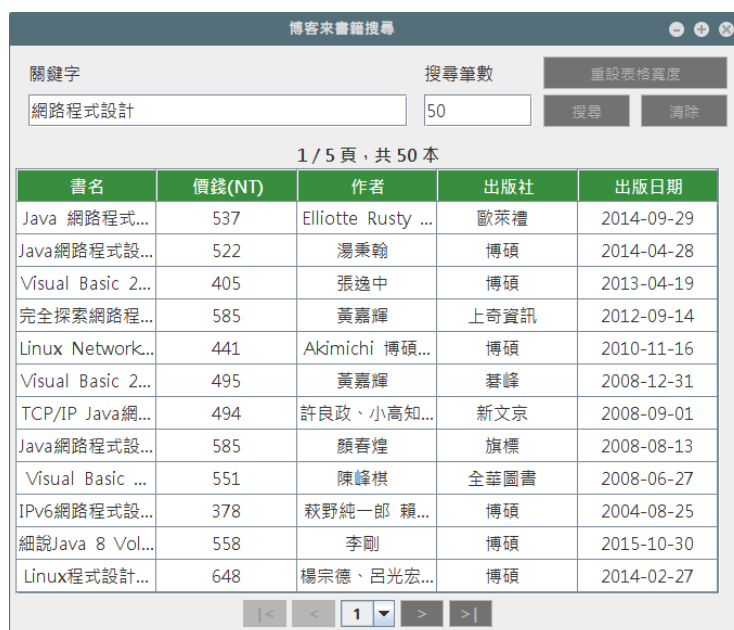 博客來書籍搜尋
關鍵字 搜尋筆數 重設表格寬度
網路程式設計 50 搜尋 清除
1 / 5 頁，共 50 本
書名 價錢(NT) 作者 出版社 出版日期
Java 網路程式... 537 Elliotte Rusty ... 歐萊禮 2014-09-29
Java網路程式設... 522 湯秉翰 博碩 2014-04-28
Visual Basic 2... 405 張逸中 博碩 2013-04-19
完全探索網路程... 585 黃嘉輝 上奇資訊 2012-09-14
Linux Network... 441 Akimichi 博碩... 博碩 2010-11-16
Visual Basic 2... 495 黃嘉輝 碁峰 2008-12-31
TCP/IP Java網... 494 許良政、小高知... 新文京 2008-09-01
Java網路程式設... 585 顏春煌 旗標 2008-08-13
Visual Basic ... 551 陳峰棋 全華圖書 2008-06-27
IPv6網路程式設... 378 萩野純一郎 賴... 博碩 2004-08-25
細說Java 8 Vol... 558 李剛 博碩 2015-10-30
Linux程式設計... 648 楊宗德、呂光宏... 博碩 2014-02-27
|< < 1 > >|